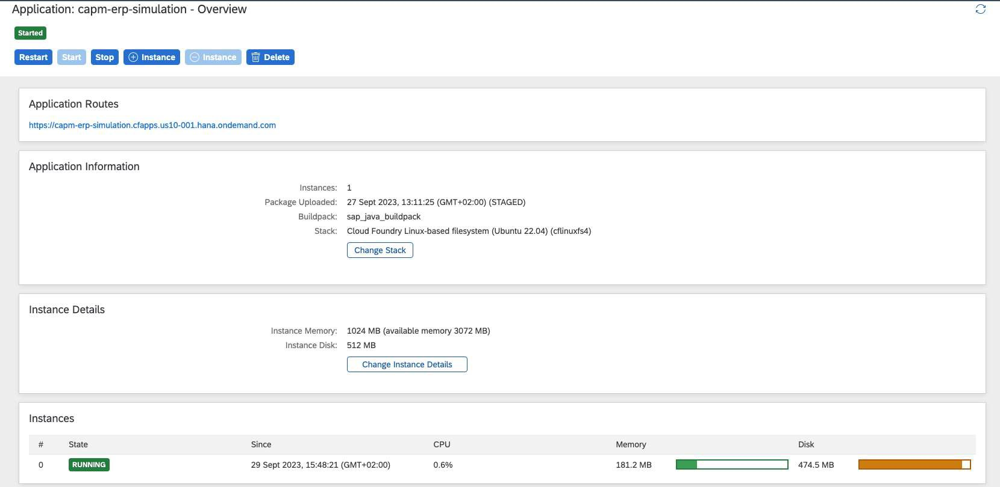 Application: capm-erp-simulation - Overview
Started
Restart Start Stop Instance Instance Delete
Application Routes
https://capm-erp-simulation.cfapps.us10-001.hana.ondemand.com
Application Information
Instances: 1
Package Uploaded: 27 Sept 2023, 13:11:25 (GMT+02:00) (STAGED)
Buildpack: sap_java_buildpack
Stack: Cloud Foundry Linux-based filesystem (Ubuntu 22.04) (cflinuxfs4)
Change Stack
Instance Details
Instance Memory: 1024 MB (available memory 3072 MB)
Instance Disk: 512 MB
Change Instance Details
Instances
# State Since CPU Memory Disk
0 RUNNING 29 Sept 2023, 15:48:21 (GMT+02:00) 0.6% 181.2 MB 474.5 MB